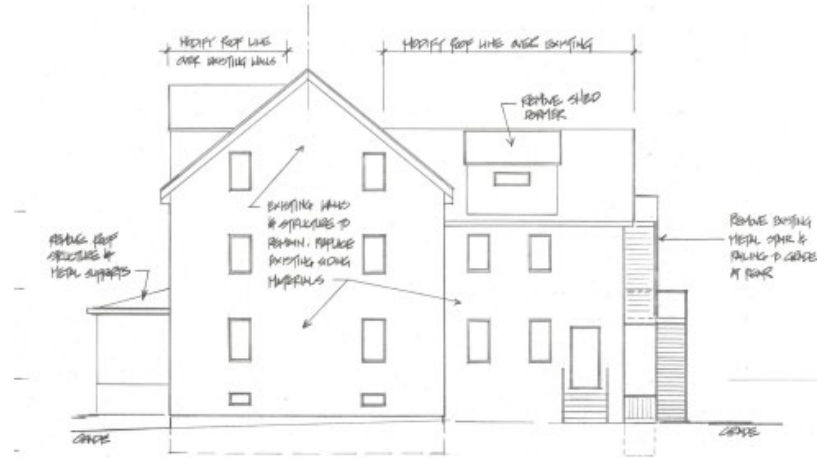 MODIFY ROOF LINE
OVER EXISTING WALLS
MODIFY ROOF LINE OVER EXISTING
REMOVE SHED
DORMER
EXISTING WALLS
& STRUCTURE TO
REMAIN. REPLACE
EXISTING SIDING
MATERIALS
REMOVE ROOF
STRUCTURE &
METAL SUPPORTS
REMOVE EXISTING
METAL STAIR &
RAILING TO GRADE
AT REAR
GRADE
GRADE